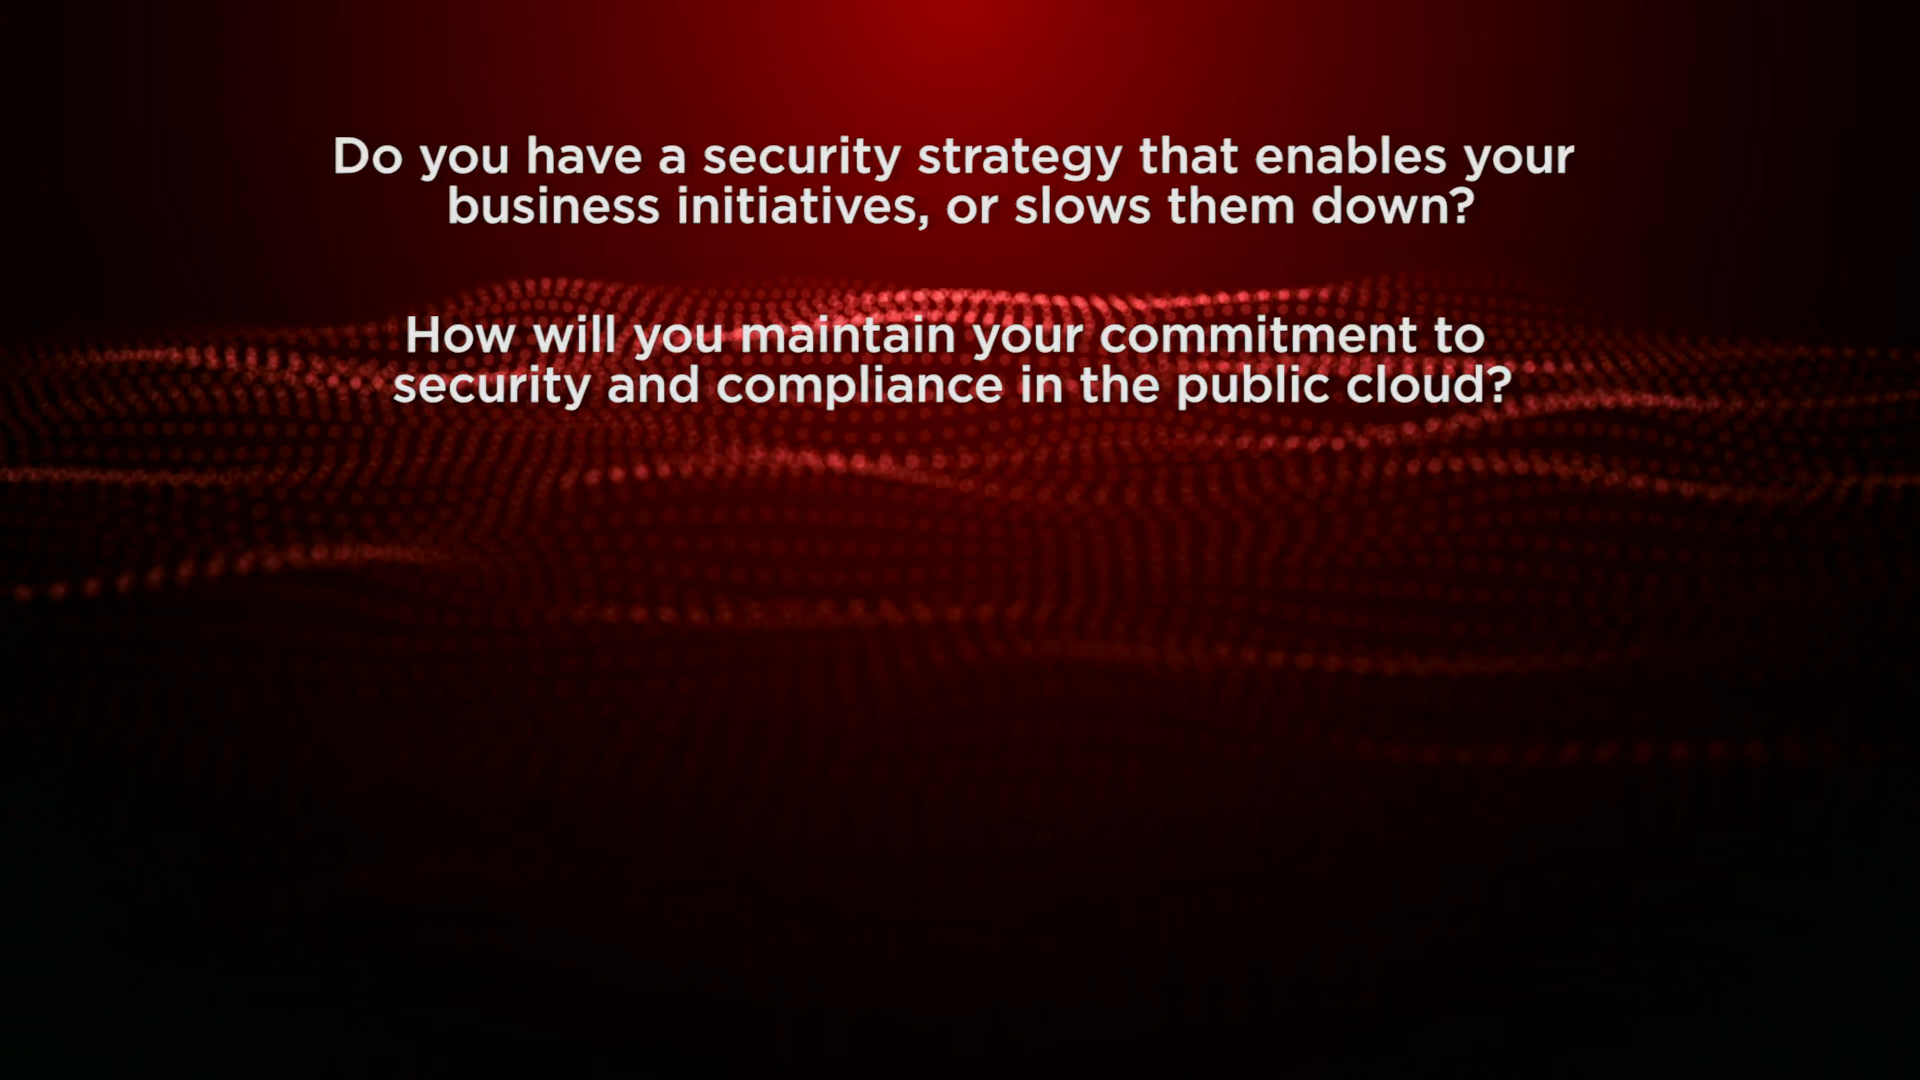 Do you have a security strategy that enables your
business initiatives, or slows them down?
How will you maintain your commitment to
security and compliance in the public cloud?